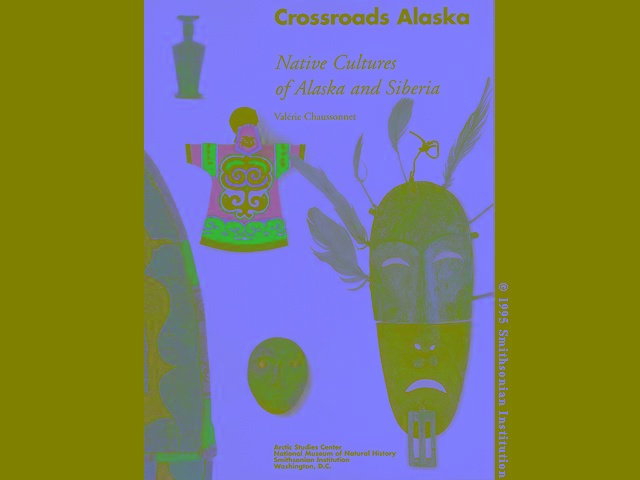 Crossroads Alaska
Native Cultures
of Alaska and Siberia
Valérie Chaussonnet
Arctic Studies Center
National Museum of Natural History
Smithsonian Institution
Washington, D.C.
© 1995 Smithsonian Institution